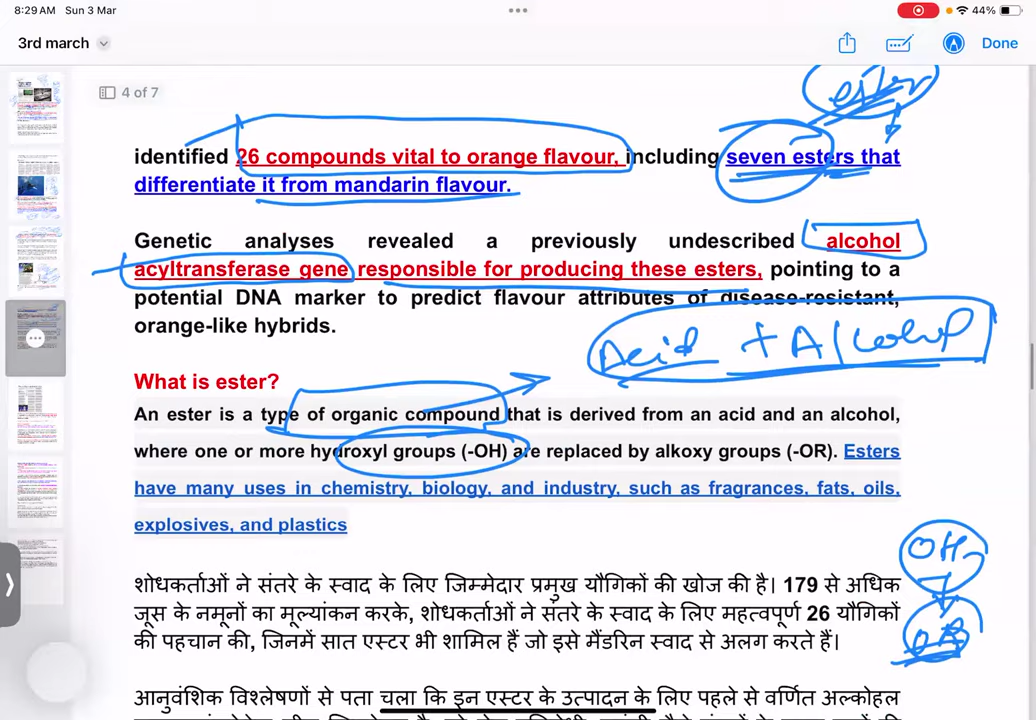 8:29 AM Sun 3 Mar
44%
3rd march
Done
4 of 7
ester
identified 26 compounds vital to orange flavour, including seven esters that
differentiate it from mandarin flavour.
Genetic analyses revealed a previously undescribed alcohol
acyltransferase gene responsible for producing these esters, pointing to a
potential DNA marker to predict flavour attributes of disease-resistant,
orange-like hybrids.
Acid + Alcohol
What is ester?
An ester is a type of organic compound that is derived from an acid and an alcohol,
where one or more hydroxyl groups (-OH) are replaced by alkoxy groups (-OR). Esters
have many uses in chemistry, biology, and industry, such as fragrances, fats, oils,
explosives, and plastics
OH
OR
शोधकर्ताओं ने संतरे के स्वाद के लिए जिम्मेदार प्रमुख यौगिकों की खोज की है। 179 से अधिक
जूस के नमूनों का मूल्यांकन करके, शोधकर्ताओं ने संतरे के स्वाद के लिए महत्वपूर्ण 26 यौगिकों
की पहचान की, जिनमें सात एस्टर भी शामिल हैं जो इसे मैंडरिन स्वाद से अलग करते हैं।
आनुवंशिक विश्लेषणों से पता चला कि इन एस्टर के उत्पादन के लिए पहले से वर्णित अल्कोहल